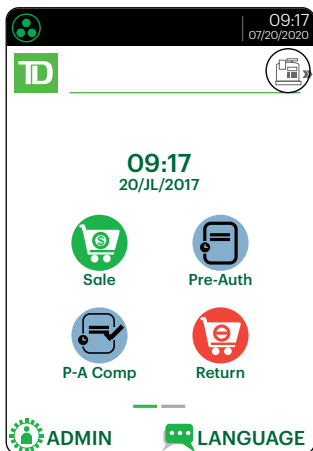 09:17
07/20/2020
TD
09:17
20/JL/2017
Sale
Pre-Auth
P-A Comp
Return
ADMIN
LANGUAGE